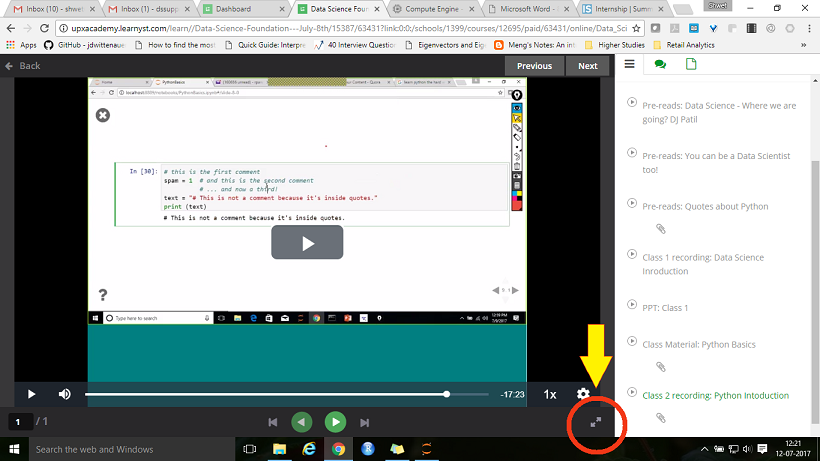 Inbox (10) - shwet
Inbox (1) - dssupp
Dashboard
Data Science Foun
Compute Engine -
Microsoft Word -
Internship | Summ
Shwet
upxacademy.learnyst.com/learn//Data-Science-Foundation---July-8th/15387/63431?link:0:0:/schools/1399/courses/12695/paid/63431/online/Data_Sci
Apps
GitHub - jdwittenaue
How to find the most
Quick Guide: Interpre
40 Interview Question
Eigenvectors and Eig
Meng's Notes: An int
Higher Studies
Retail Analytics
Back
Previous
Next
Home
PythonBasics
In [30]:
# this is the first comment
spam = 1 # and this is the second comment
# ... and now a third!
text = "# This is not a comment because it's inside quotes."
print (text)
# This is not a comment because it's inside quotes.
?
Type here to search
-17:23
1x
1 / 1
Pre-reads: Data Science - Where we
are going? DJ Patil
Pre-reads: You can be a Data Scientist
too!
Pre-reads: Quotes about Python
Class 1 recording: Data Science
Inroduction
PPT: Class 1
Class Material: Python Basics
Class 2 recording: Python Intoduction
Search the web and Windows
12:21
12-07-2017